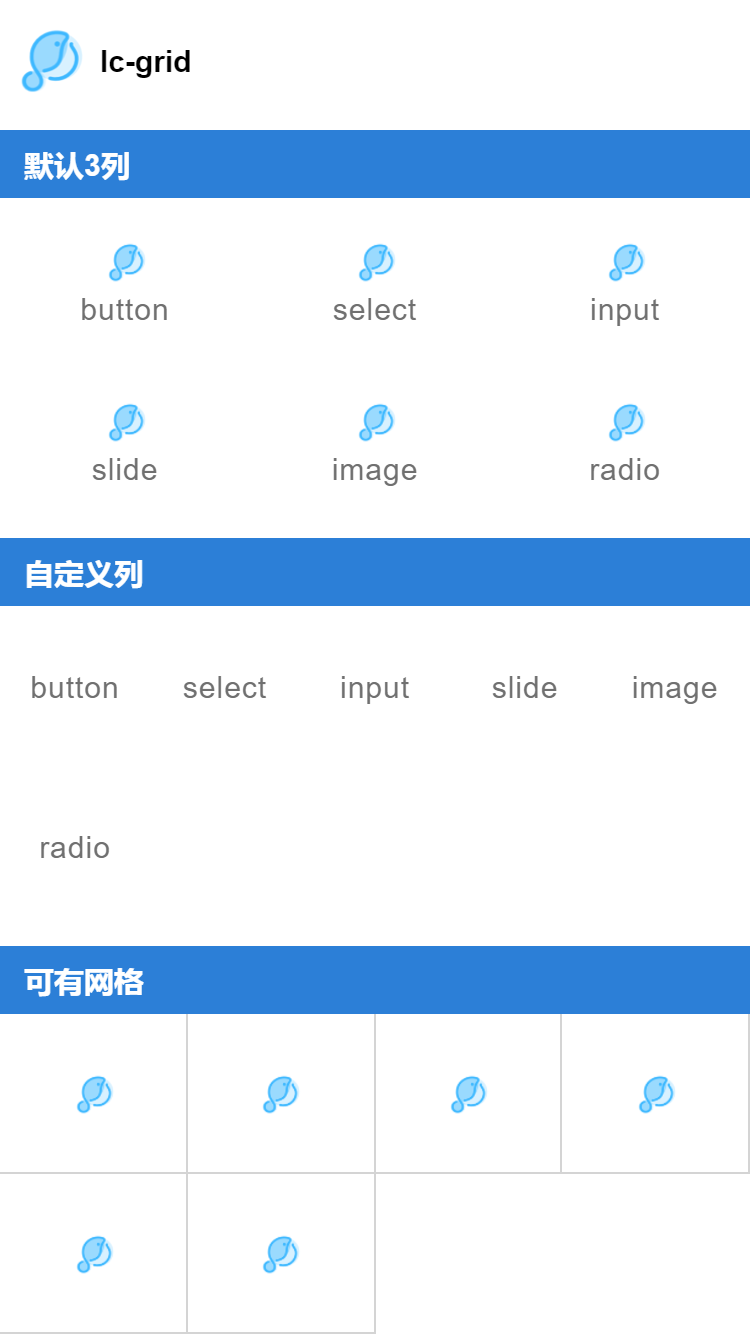 lc-grid
默认3列
button select input
slide image radio
自定义列
button select input slide image
radio
可有网格